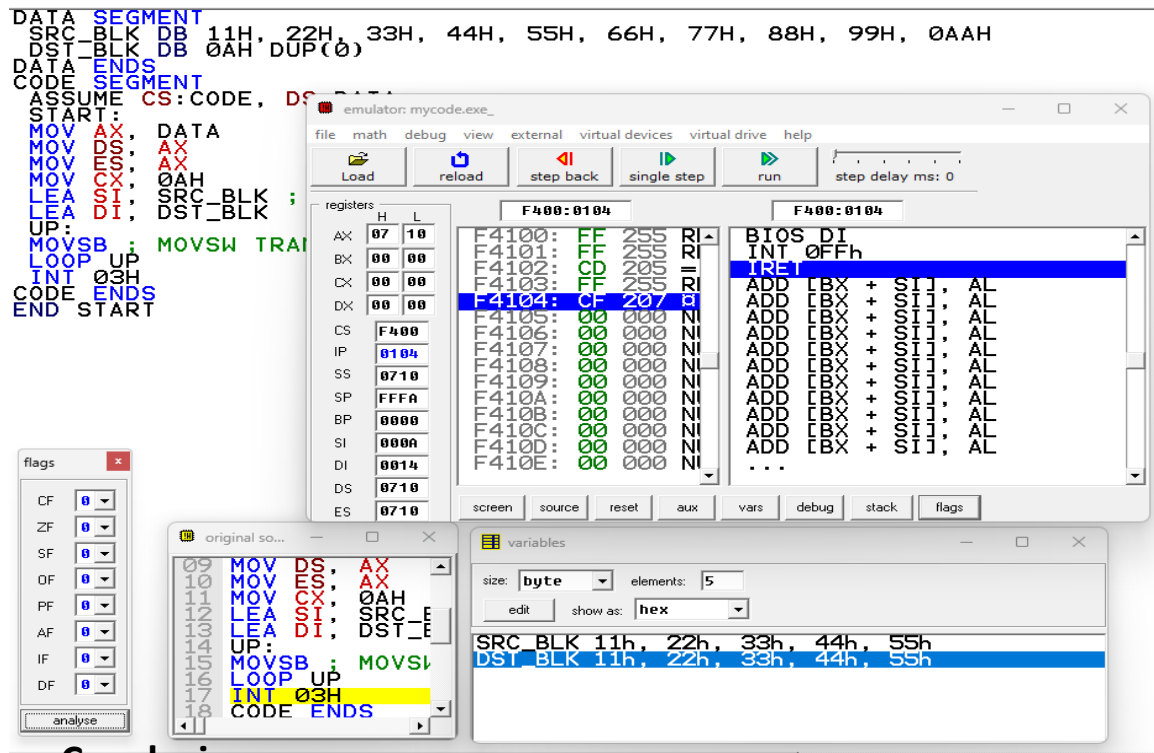 DATA SEGMENT
SRC_BLK DB 11H, 22H, 33H, 44H, 55H, 66H, 77H, 88H, 99H, 0AAH
DST_BLK DB 0AH DUP(0)
DATA ENDS
CODE SEGMENT
ASSUME CS:CODE, DS:DATA
START:
MOV AX, DATA
MOV DS, AX
MOV ES, AX
MOV CX, 0AH
LEA SI, SRC_BLK ;
LEA DI, DST_BLK
UP:
MOVSB ; MOVSW TRAN
LOOP UP
INT 03H
CODE ENDS
END START
emulator: mycode.exe_
file math debug view external virtual devices virtual drive help
Load reload step back single step run step delay ms: 0
registers F400:0104 F400:0104
H L
AX 07 10
BX 00 00
CX 00 00
DX 00 00
CS F400
IP 0104
SS 0710
SP FFFA
BP 0000
SI 000A
DI 0014
DS 0710
ES 0710
F4100: FF 255 R
F4101: FF 255 R
F4102: CD 205 =
F4103: FF 255 R
F4104: CF 207 ¤
F4105: 00 000 N
F4106: 00 000 N
F4107: 00 000 N
F4108: 00 000 N
F4109: 00 000 N
F410A: 00 000 N
F410B: 00 000 N
F410C: 00 000 N
F410D: 00 000 N
F410E: 00 000 N
BIOS DI
INT 0FFh
IRET
ADD [BX + SI], AL
ADD [BX + SI], AL
ADD [BX + SI], AL
ADD [BX + SI], AL
ADD [BX + SI], AL
ADD [BX + SI], AL
ADD [BX + SI], AL
ADD [BX + SI], AL
ADD [BX + SI], AL
ADD [BX + SI], AL
ADD [BX + SI], AL
...
screen source reset aux vars debug stack flags
flags
CF 0
ZF 0
SF 0
OF 0
PF 0
AF 0
IF 0
DF 0
analyse
original so...
09 MOV DS, AX
10 MOV ES, AX
11 MOV CX, 0AH
12 LEA SI, SRC_B
13 LEA DI, DST_B
14 UP:
15 MOVSB ; MOVSW
16 LOOP UP
17 INT 03H
18 CODE ENDS
variables
size: byte elements: 5
edit show as: hex
SRC_BLK 11h, 22h, 33h, 44h, 55h
DST_BLK 11h, 22h, 33h, 44h, 55h